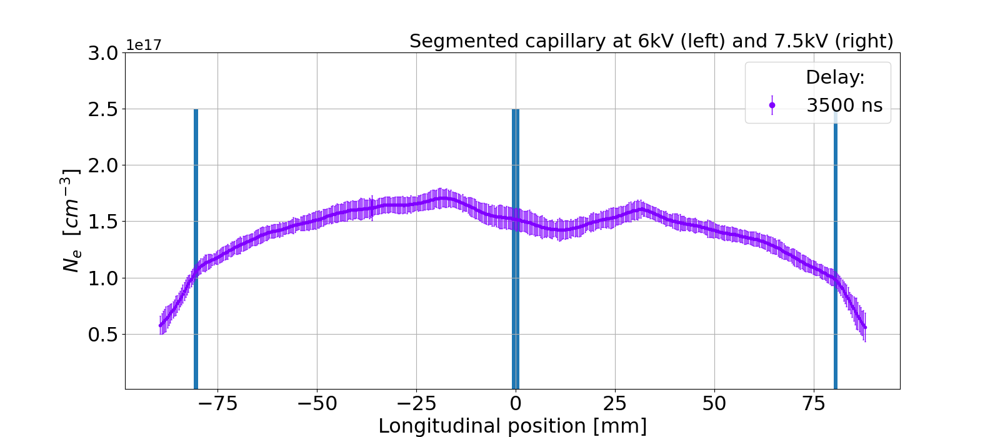 Segmented capillary at 6kV (left) and 7.5kV (right)
1e17
3.0
2.5
2.0
1.5
1.0
0.5
N_e [cm^{-3}]
Delay:
3500 ns
−75 −50 −25 0 25 50 75
Longitudinal position [mm]